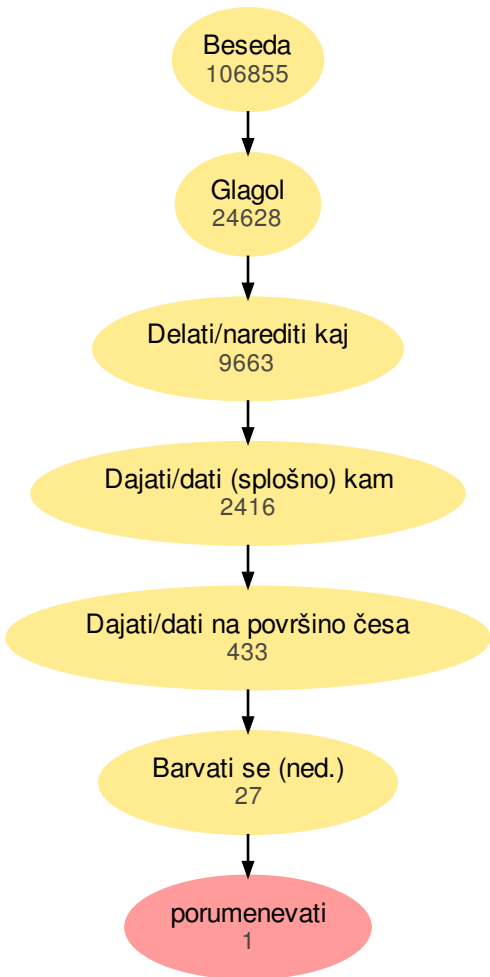 Beseda
106855
Glagol
24628
Delati/narediti kaj
9663
Dajati/dati (splošno) kam
2416
Dajati/dati na površino česa
433
Barvati se (ned.)
27
porumenevati
1